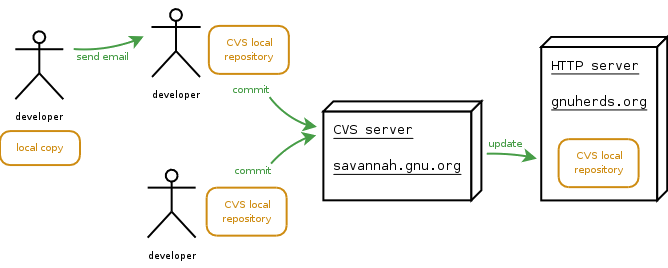 send email
developer
local copy
developer
CVS local
repository
commit
commit
developer
CVS local
repository
CVS server
savannah.gnu.org
update
HTTP server
gnuherds.org
CVS local
repository